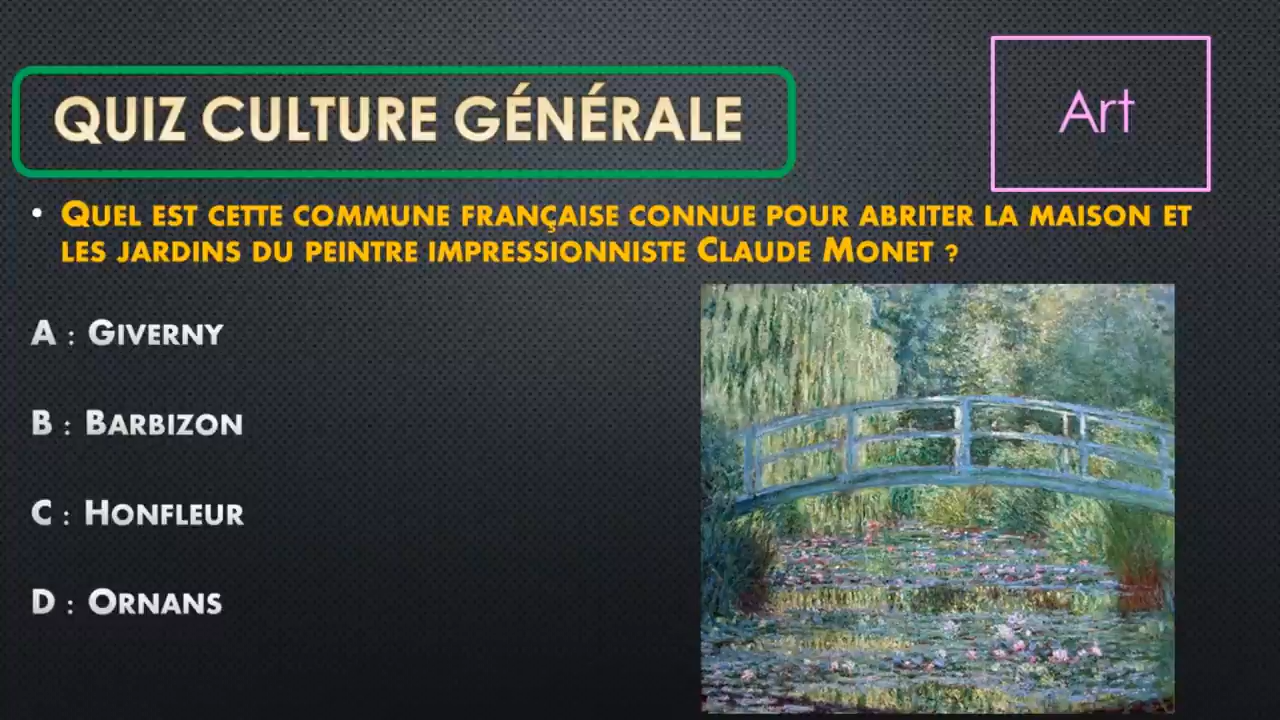 QUIZ CULTURE GÉNÉRALE
Art
• Quel est cette commune française connue pour abriter la maison et
les jardins du peintre impressionniste Claude Monet ?
A : Giverny
B : Barbizon
C : Honfleur
D : Ornans